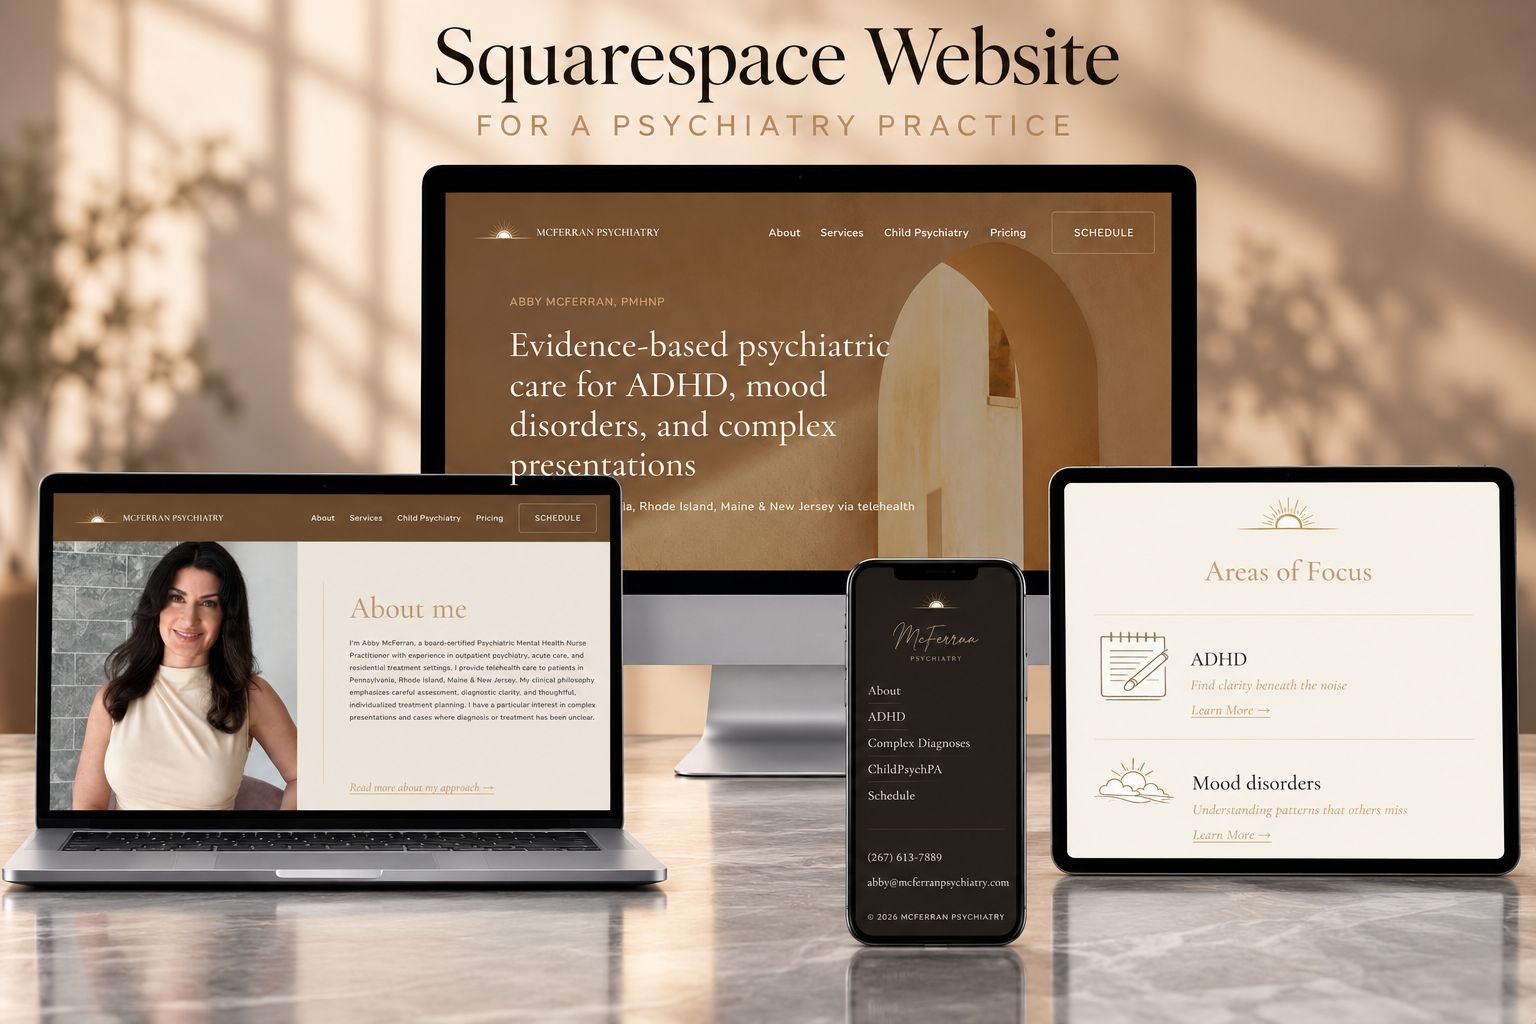 Squarespace Website
FOR A PSYCHIATRY PRACTICE
MCFERRAN PSYCHIATRY
About
Services
Child Psychiatry
Pricing
SCHEDULE
ABBY MCFERRAN, PMHNP
Evidence-based psychiatric
care for ADHD, mood
disorders, and complex
presentations
ia, Rhode Island, Maine & New Jersey via telehealth
MCFERRAN PSYCHIATRY
About
Services
Child Psychiatry
Pricing
SCHEDULE
About me
I'm Abby McFerran, a board-certified Psychiatric Mental Health Nurse
Practitioner with experience in outpatient psychiatry, acute care, and
residential treatment settings. I provide telehealth care to patients in
Pennsylvania, Rhode Island, Maine & New Jersey. My clinical philosophy
emphasizes careful assessment, diagnostic clarity, and thoughtful,
individualized treatment planning. I have a particular interest in complex
presentations and cases where diagnosis or treatment has been unclear.
Read more about my approach →
McFerran
PSYCHIATRY
About
ADHD
Complex Diagnoses
ChildPsychPA
Schedule
(267) 613-7889
abby@mcferranpsychiatry.com
© 2026 MCFERRAN PSYCHIATRY
Areas of Focus
ADHD
Find clarity beneath the noise
Learn More →
Mood disorders
Understanding patterns that others miss
Learn More →